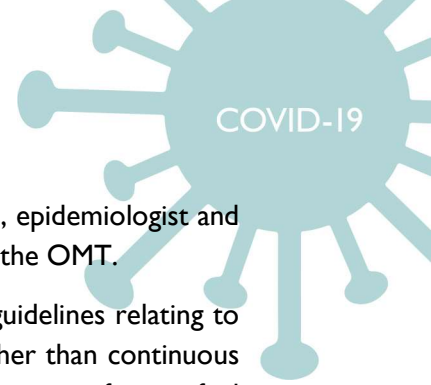 COVID-19
, epidemiologist and
the OMT.
guidelines relating to
her than continuous